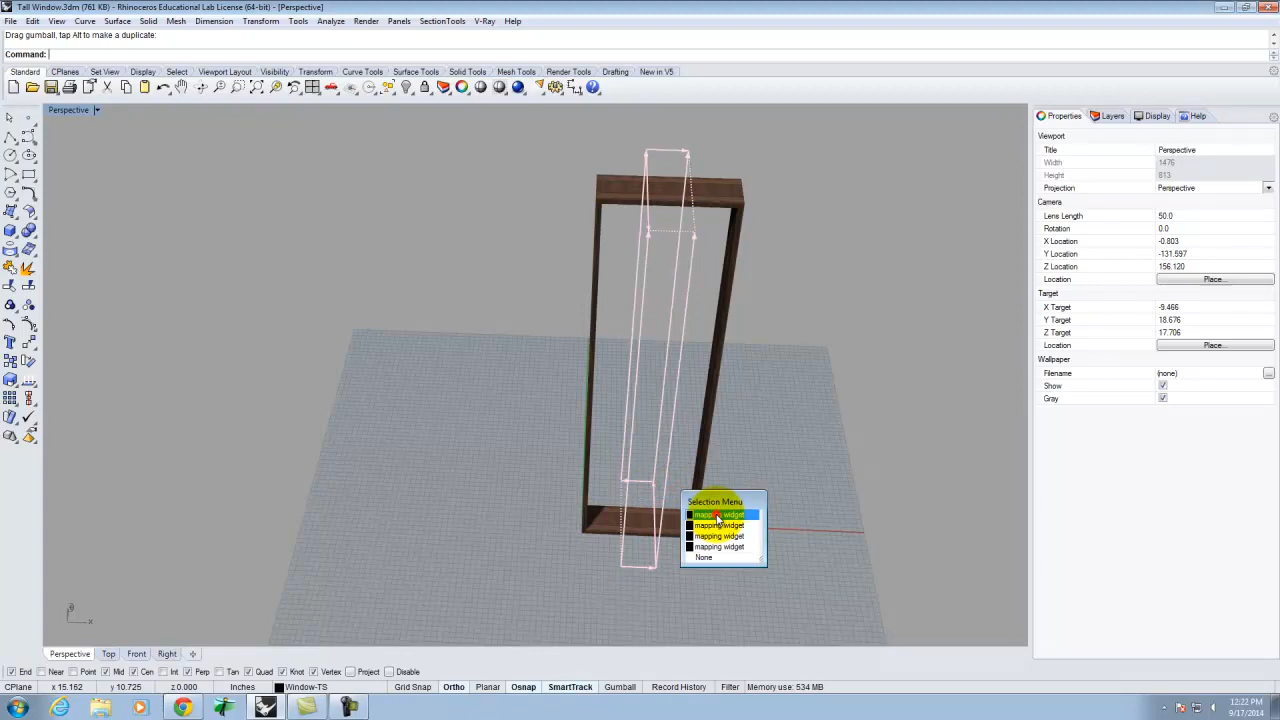 Tall Window.3dm (761 KB) - Rhinoceros Educational Lab License (64-bit) - [Perspective]
File Edit View Curve Surface Solid Mesh Dimension Transform Tools Analyze Render Panels SectionTools V-Ray Help
Drag gumball, tap Alt to make a duplicate:
Command:
Standard CPlanes Set View Display Select Viewport Layout Visibility Transform Curve Tools Surface Tools Solid Tools Mesh Tools Render Tools Drafting New in V5
Perspective
Properties Layers Display Help
Viewport
Title Perspective
Width 1476
Height 813
Projection Perspective
Camera
Lens Length 50.0
Rotation 0.0
X Location -0.803
Y Location -131.597
Z Location 156.120
Location Place...
Target
X Target -9.466
Y Target 18.676
Z Target 17.706
Location Place...
Wallpaper
Filename (none) ...
Show
Gray
Selection Menu
mapping widget
mapping widget
mapping widget
mapping widget
None
x
Perspective Top Front Right
End Near Point Mid Cen Int Perp Tan Quad Knot Vertex Project Disable
CPlane x 15.162 y 10.725 z 0.000 Inches Window-TS Grid Snap Ortho Planar Osnap SmartTrack Gumball Record History Filter Memory use: 534 MB
12:22 PM
9/17/2014